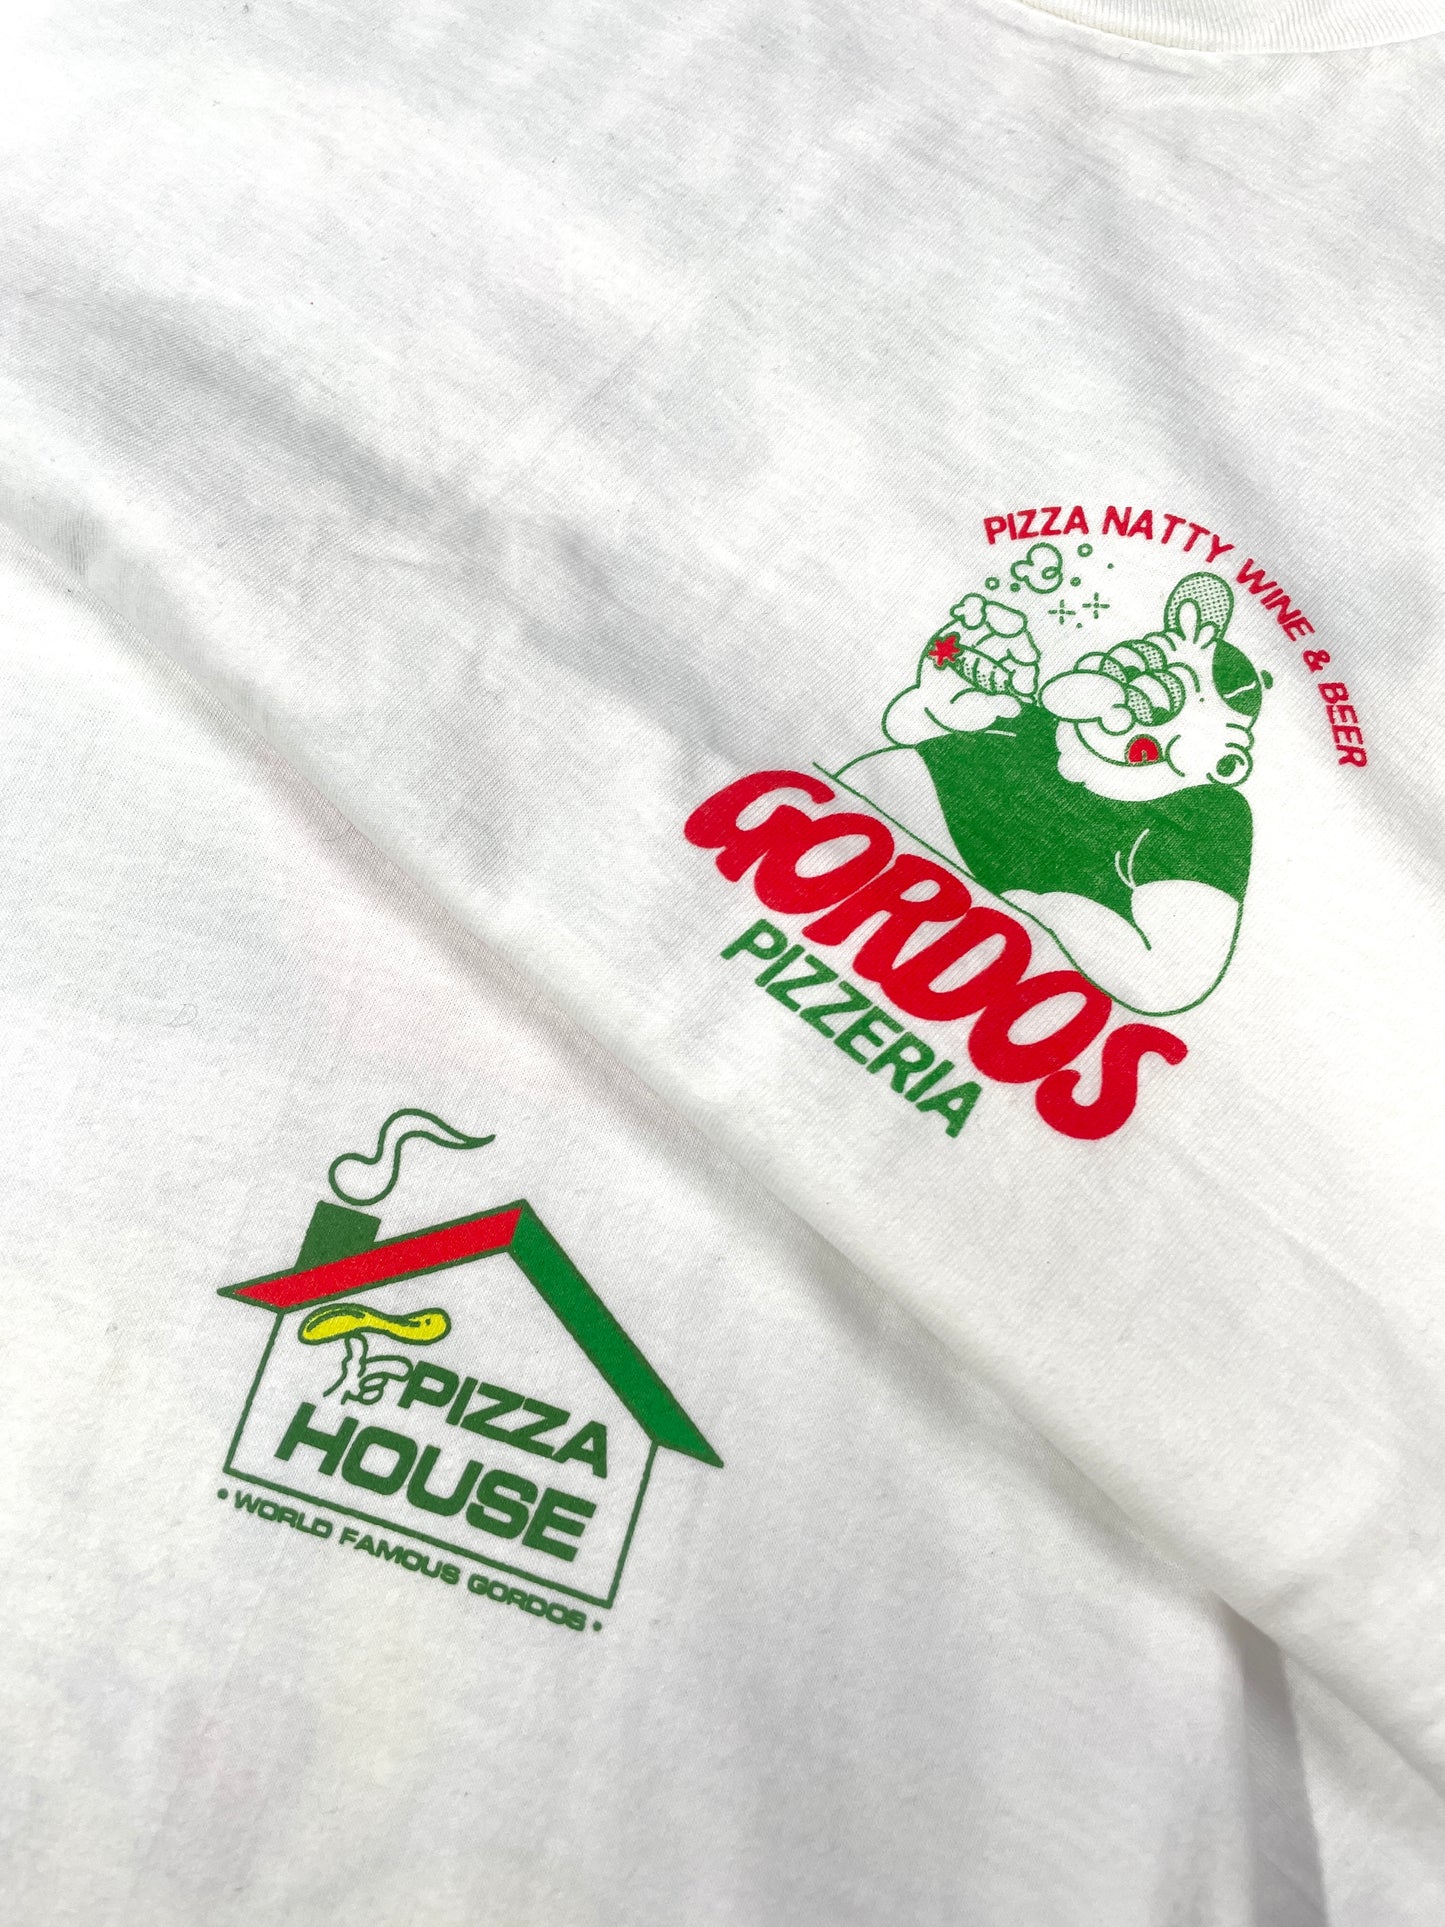 PIZZA NATTY WINE & BEER
GORDOS
PIZZERIA
PIZZA
HOUSE
• WORLD FAMOUS GORDOS •